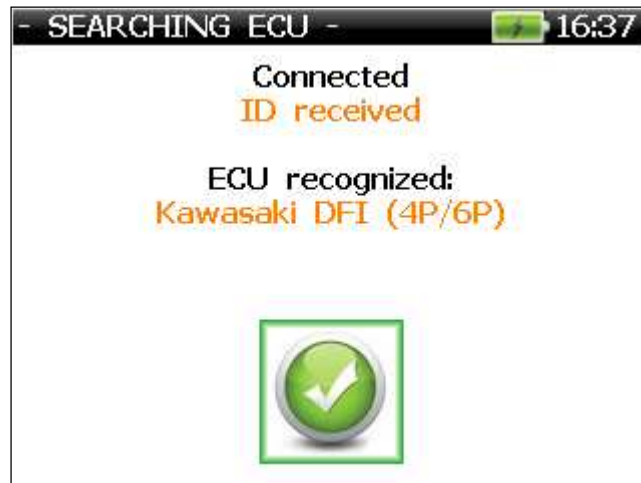 - SEARCHING ECU - 16:37
Connected
ID received
ECU recognized:
Kawasaki DFI (4P/6P)